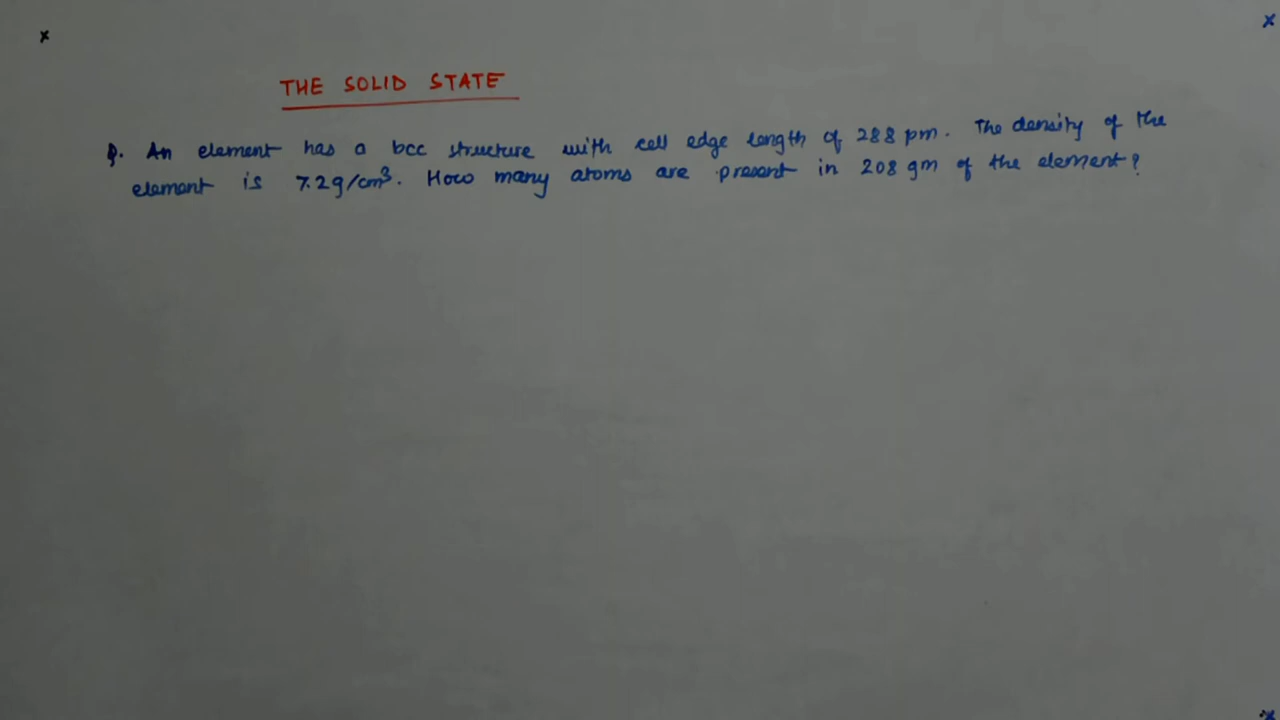 THE SOLID STATE
Q. An element has a bcc structure with cell edge length of 288 pm. The density of the
element is 7.2g/cm³. How many atoms are present in 208 gm of the element?